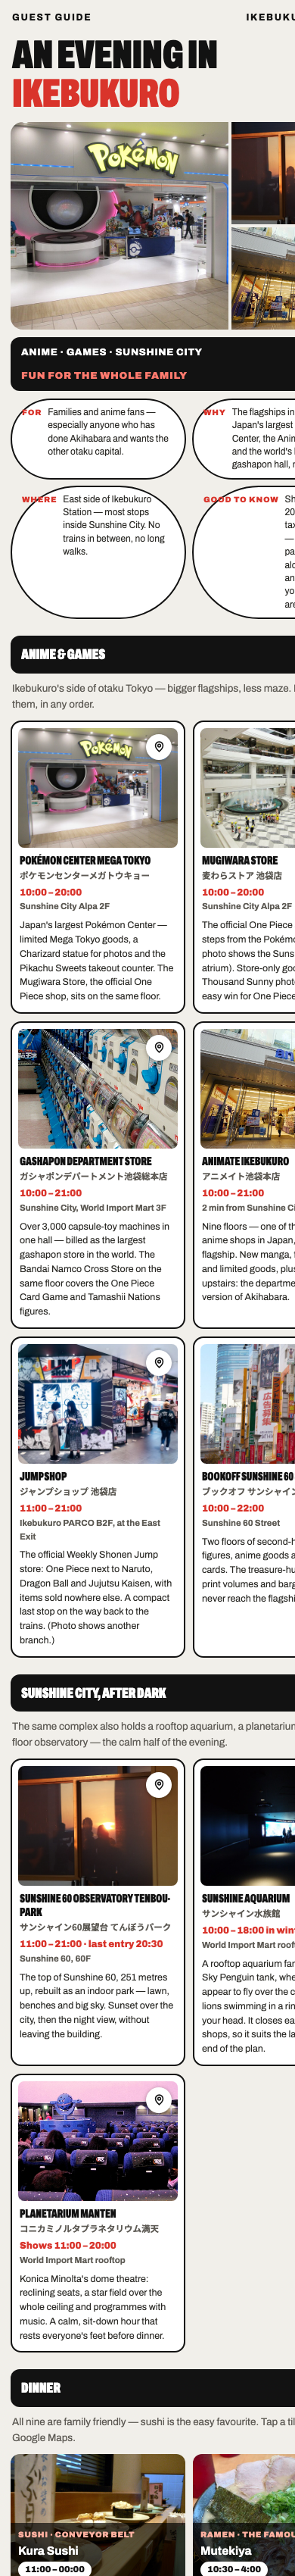 GUEST GUIDE
IKEBUKU
AN EVENING IN
IKEBUKURO
Pokémon
ANIME · GAMES · SUNSHINE CITY
FUN FOR THE WHOLE FAMILY
FOR Families and anime fans —
especially anyone who has
done Akihabara and wants the
other otaku capital.
WHY The flagships in
Japan's largest
Center, the Anim
and the world's l
gashapon hall, n
WHERE East side of Ikebukuro
Station — most stops
inside Sunshine City. No
trains in between, no long
walks.
GOOD TO KNOW Sh
20
tax
—
pa
alo
an
yo
are
ANIME & GAMES
Ikebukuro's side of otaku Tokyo — bigger flagships, less maze.
them, in any order.
Pokémon
POKÉMON CENTER MEGA TOKYO
ポケモンセンターメガトウキョー
10:00 – 20:00
Sunshine City Alpa 2F
Japan's largest Pokémon Center —
limited Mega Tokyo goods, a
Charizard statue for photos and the
Pikachu Sweets takeout counter. The
Mugiwara Store, the official One
Piece shop, sits on the same floor.
MUGIWARA STORE
麦わらストア 池袋店
10:00 – 20:00
Sunshine City Alpa 2F
The official One Piece
steps from the Pokémo
photo shows the Suns
atrium). Store-only goo
Thousand Sunny photo
easy win for One Piece
GASHAPON DEPARTMENT STORE
ガシャポンデパートメント池袋総本店
10:00 – 21:00
Sunshine City, World Import Mart 3F
Over 3,000 capsule-toy machines in
one hall — billed as the largest
gashapon store in the world. The
Bandai Namco Cross Store on the
same floor covers the One Piece
Card Game and Tamashii Nations
figures.
ANIMATE IKEBUKURO
アニメイト池袋本店
10:00 – 21:00
2 min from Sunshine Ci
Nine floors — one of th
anime shops in Japan,
flagship. New manga, f
and limited goods, plus
upstairs: the departme
version of Akihabara.
JUMP SHOP
ジャンプショップ 池袋店
11:00 – 21:00
Ikebukuro PARCO B2F, at the East
Exit
The official Weekly Shonen Jump
store: One Piece next to Naruto,
Dragon Ball and Jujutsu Kaisen, with
items sold nowhere else. A compact
last stop on the way back to the
trains. (Photo shows another
branch.)
BOOKOFF SUNSHINE 60
ブックオフ サンシャイン
10:00 – 22:00
Sunshine 60 Street
Two floors of second-h
figures, anime goods a
cards. The treasure-hu
print volumes and barg
never reach the flagshi
SUNSHINE CITY, AFTER DARK
The same complex also holds a rooftop aquarium, a planetariun
floor observatory — the calm half of the evening.
SUNSHINE 60 OBSERVATORY TENBOU-
PARK
サンシャイン60展望台 てんぼうパーク
11:00 – 21:00 · last entry 20:30
Sunshine 60, 60F
The top of Sunshine 60, 251 metres
up, rebuilt as an indoor park — lawn,
benches and big sky. Sunset over the
city, then the night view, without
leaving the building.
SUNSHINE AQUARIUM
サンシャイン水族館
10:00 – 18:00 in win
World Import Mart roof
A rooftop aquarium fam
Sky Penguin tank, whe
appear to fly over the c
lions swimming in a rin
your head. It closes ea
shops, so it suits the la
end of the plan.
PLANETARIUM MANTEN
コニカミノルタプラネタリウム満天
Shows 11:00 – 20:00
World Import Mart rooftop
Konica Minolta's dome theatre:
reclining seats, a star field over the
whole ceiling and programmes with
music. A calm, sit-down hour that
rests everyone's feet before dinner.
DINNER
All nine are family friendly — sushi is the easy favourite. Tap a til
Google Maps.
SUSHI · CONVEYOR BELT
Kura Sushi
11:00 – 00:00
RAMEN · THE FAMOU
Mutekiya
10:30 – 4:00